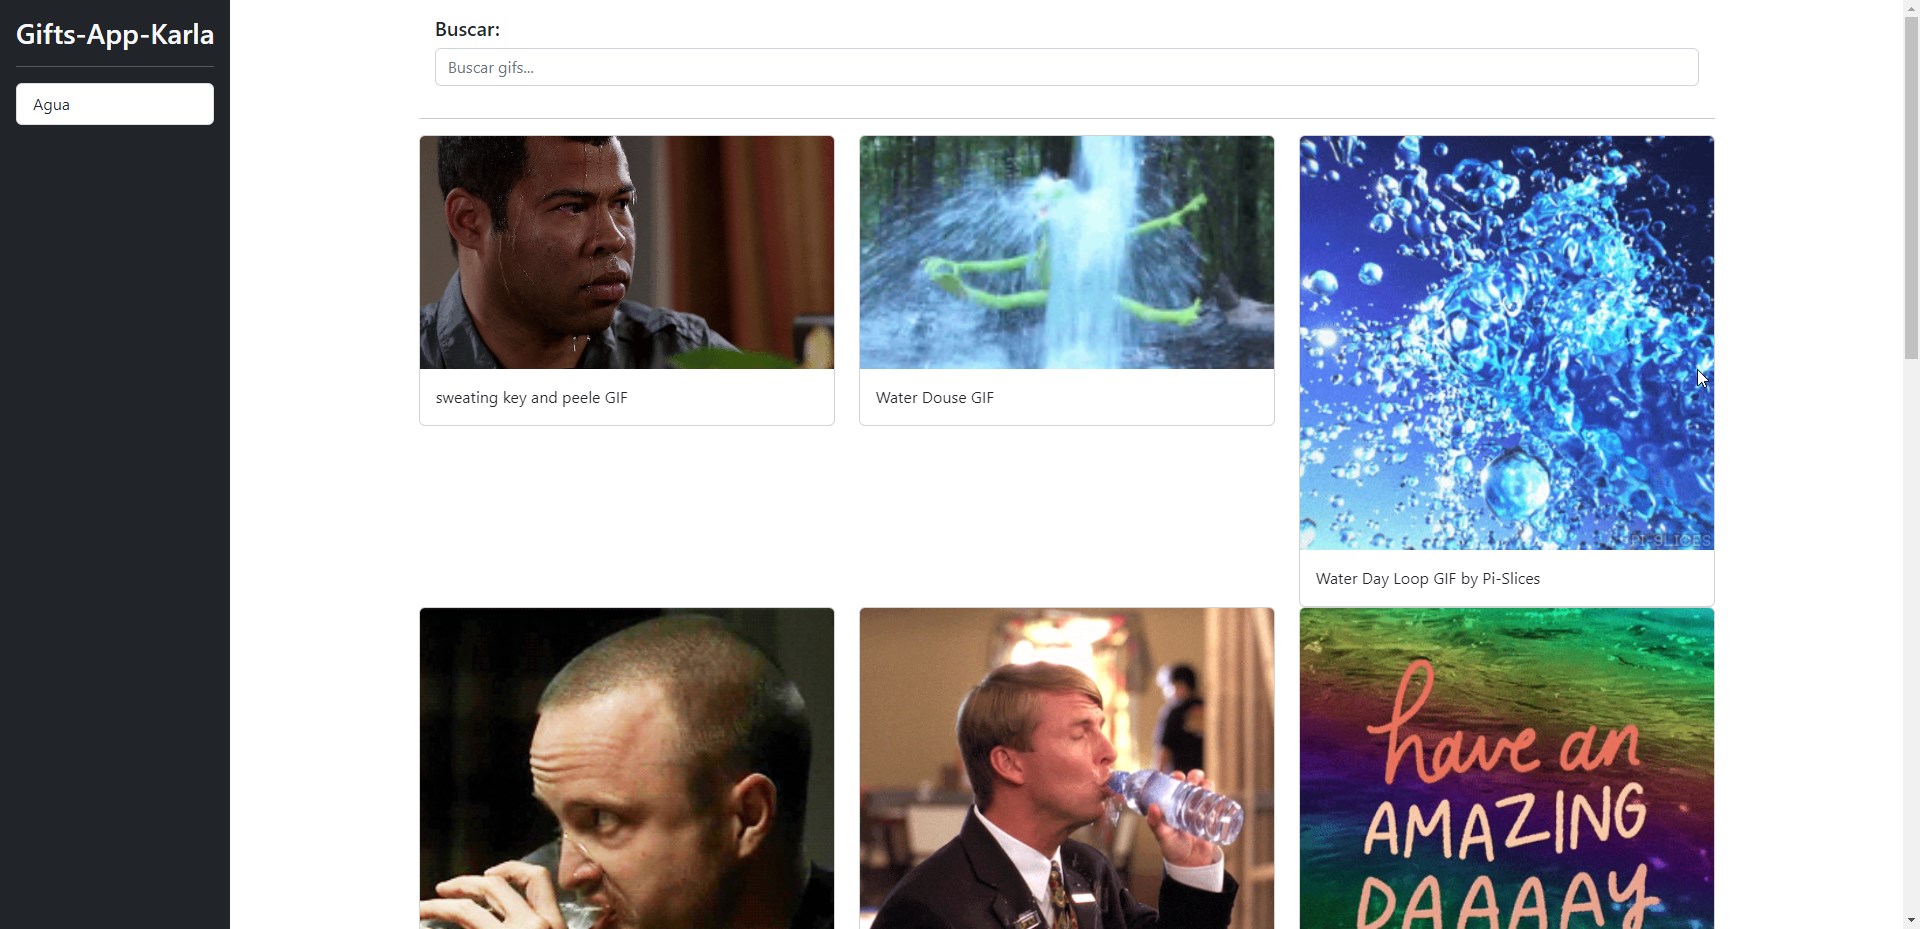 Gifts-App-Karla
Agua
Buscar:
Buscar gifs...
sweating key and peele GIF
Water Douse GIF
PI-SLICES
Water Day Loop GIF by Pi-Slices
have an
AMAZING
DAAAAY